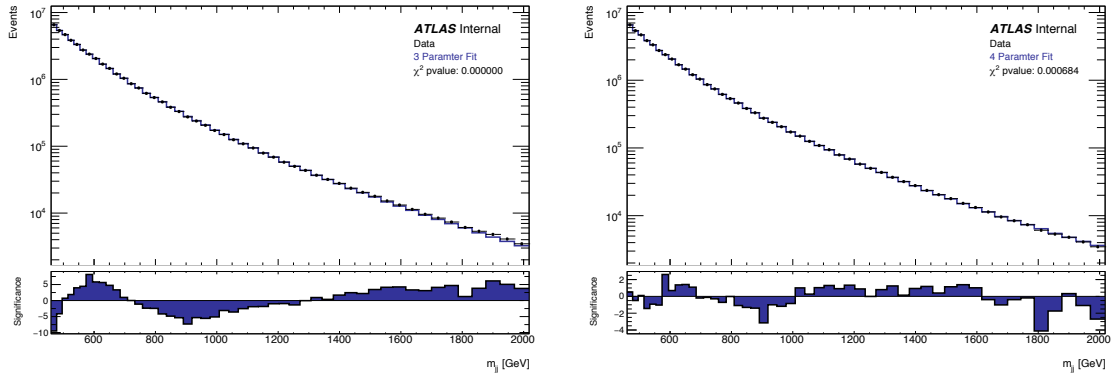 Events
10⁷
10⁶
10⁵
10⁴
ATLAS Internal
Data
3 Paramter Fit
χ² pvalue: 0.000000
Significance
5
0
−5
−10
600 800 1000 1200 1400 1600 1800 2000
m_jj [GeV]
Events
10⁷
10⁶
10⁵
10⁴
ATLAS Internal
Data
4 Paramter Fit
χ² pvalue: 0.000684
Significance
2
0
−2
−4
600 800 1000 1200 1400 1600 1800 2000
m_jj [GeV]